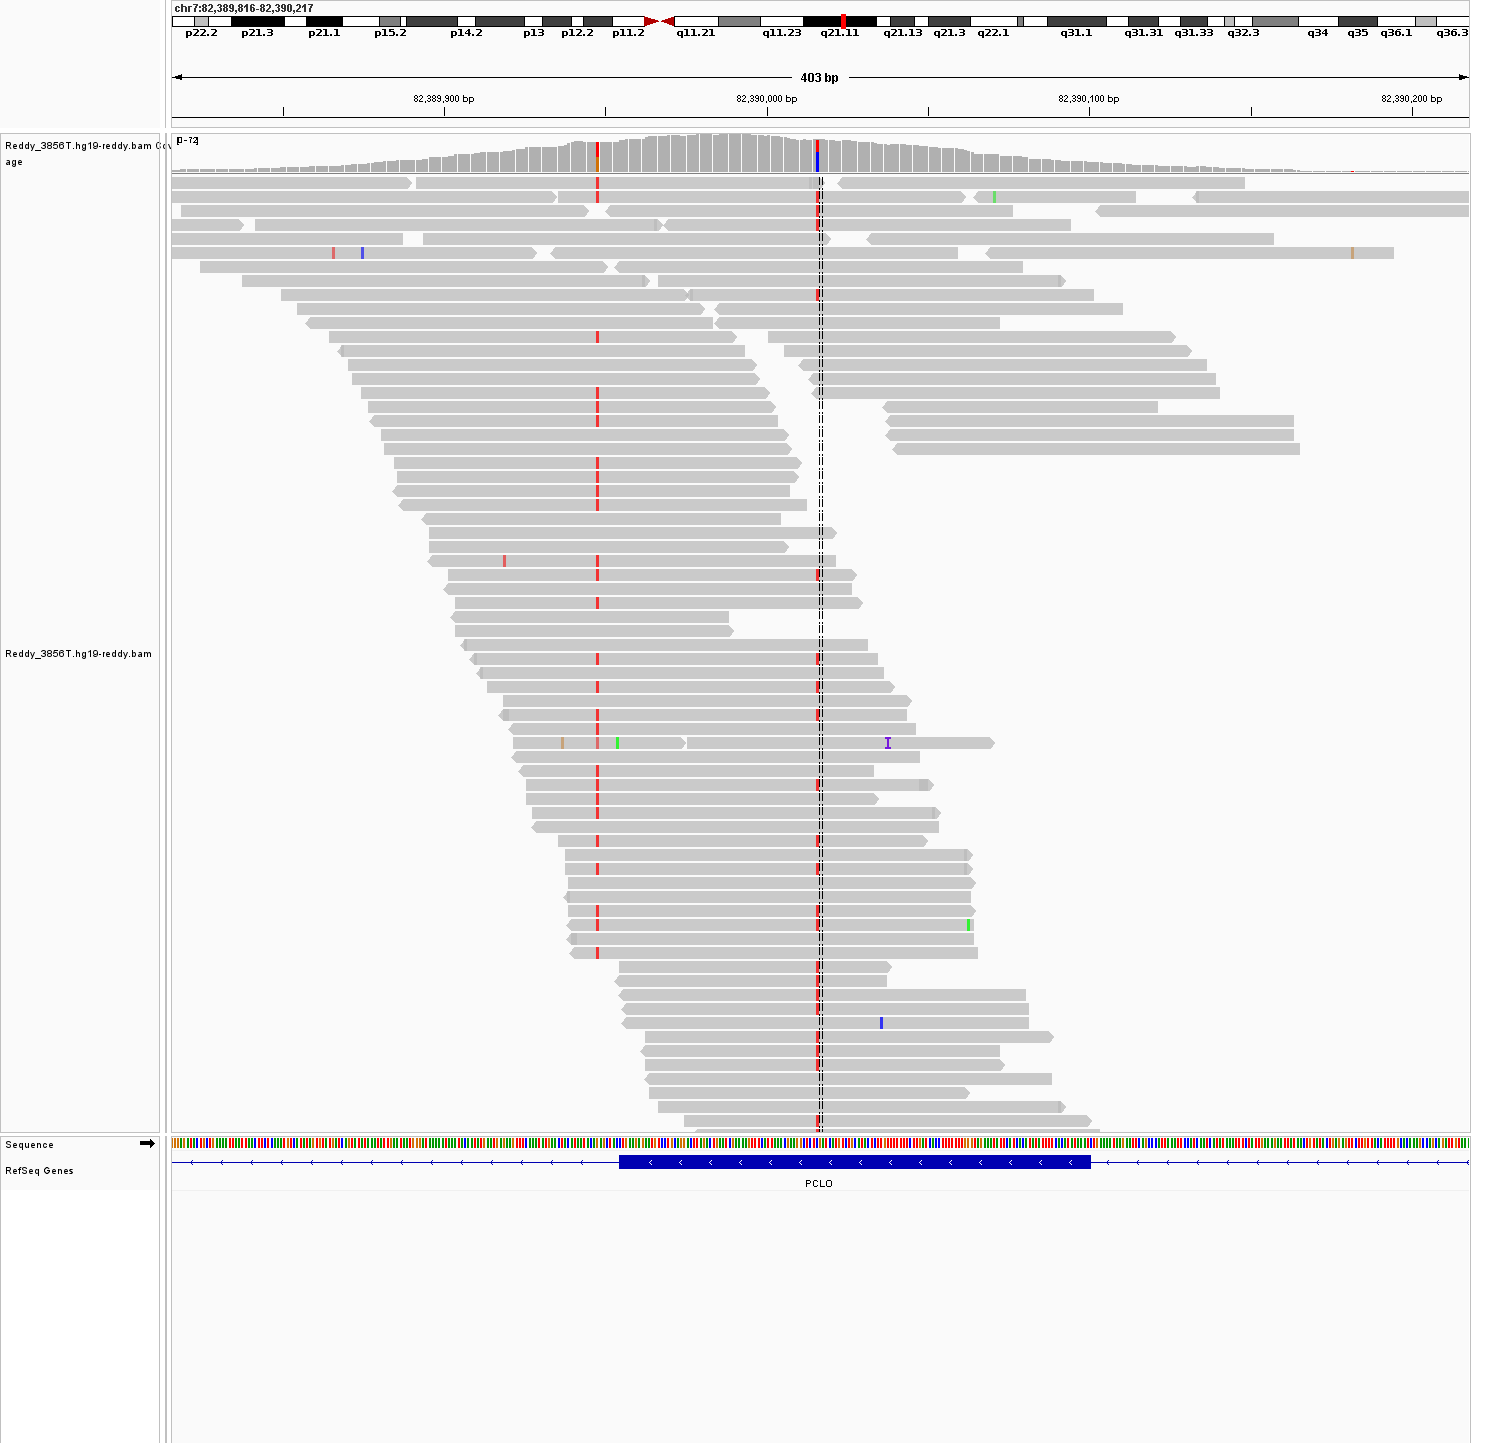 chr7:82,389,816-82,390,217
p22.2 p21.3 p21.1 p15.2 p14.2 p13 p12.2 p11.2 q11.21 q11.23 q21.11 q21.13 q21.3 q22.1 q31.1 q31.31 q31.33 q32.3 q34 q35 q36.1 q36.3
403 bp
82,389,900 bp 82,390,000 bp 82,390,100 bp 82,390,200 bp
[0-72]
Reddy_3856T.hg19-reddy.bam Cov
age
Reddy_3856T.hg19-reddy.bam
Sequence
RefSeq Genes
PCLO